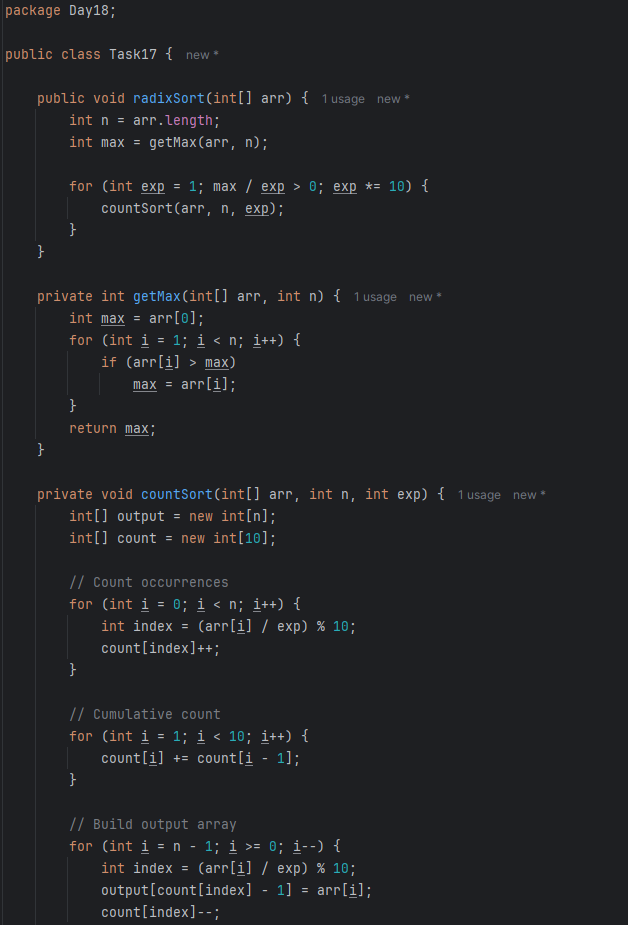 package Day18;
public class Task17 { new *
public void radixSort(int[] arr) { 1 usage new *
int n = arr.length;
int max = getMax(arr, n);
for (int exp = 1; max / exp > 0; exp *= 10) {
countSort(arr, n, exp);
}
}
private int getMax(int[] arr, int n) { 1 usage new *
int max = arr[0];
for (int i = 1; i < n; i++) {
if (arr[i] > max)
max = arr[i];
}
return max;
}
private void countSort(int[] arr, int n, int exp) { 1 usage new *
int[] output = new int[n];
int[] count = new int[10];
// Count occurrences
for (int i = 0; i < n; i++) {
int index = (arr[i] / exp) % 10;
count[index]++;
}
// Cumulative count
for (int i = 1; i < 10; i++) {
count[i] += count[i - 1];
}
// Build output array
for (int i = n - 1; i >= 0; i--) {
int index = (arr[i] / exp) % 10;
output[count[index] - 1] = arr[i];
count[index]--;